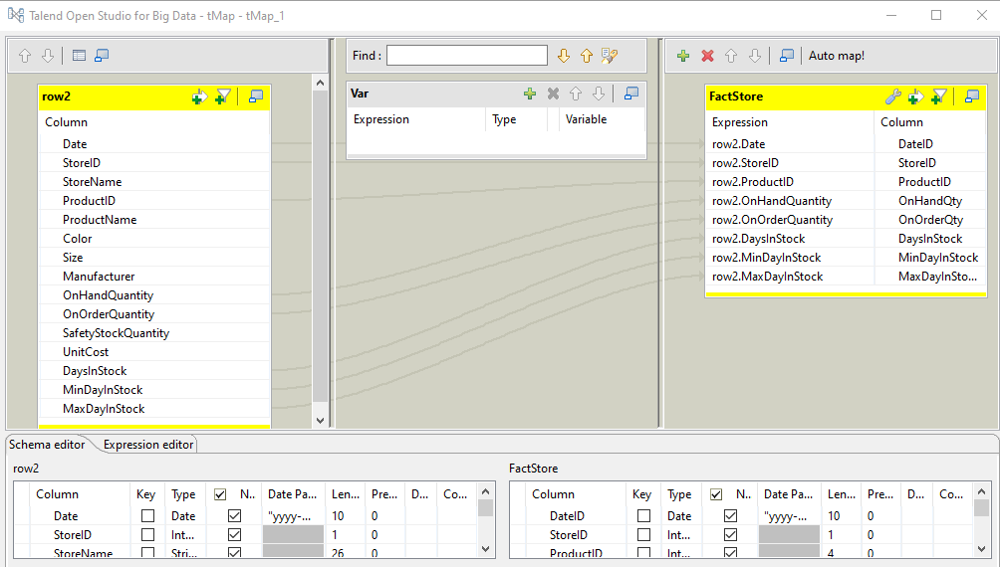 Talend Open Studio for Big Data - tMap - tMap_1
Find :
Auto map!
row2
Column
Date
StoreID
StoreName
ProductID
ProductName
Color
Size
Manufacturer
OnHandQuantity
OnOrderQuantity
SafetyStockQuantity
UnitCost
DaysInStock
MinDayInStock
MaxDayInStock
Var
Expression Type Variable
FactStore
Expression Column
row2.Date DateID
row2.StoreID StoreID
row2.ProductID ProductID
row2.OnHandQuantity OnHandQty
row2.OnOrderQuantity OnOrderQty
row2.DaysInStock DaysInStock
row2.MinDayInStock MinDayInStock
row2.MaxDayInStock MaxDayInSto...
Schema editor Expression editor
row2
Column Key Type N.. Date Pa... Len... Pre... D... Co...
Date Date "yyyy-... 10 0
StoreID Int... 1 0
StoreName Stri... 26 0
FactStore
Column Key Type N.. Date Pa... Len... Pre... D... Co...
DateID Date "yyyy-... 10 0
StoreID Int... 1 0
ProductID Int... 4 0